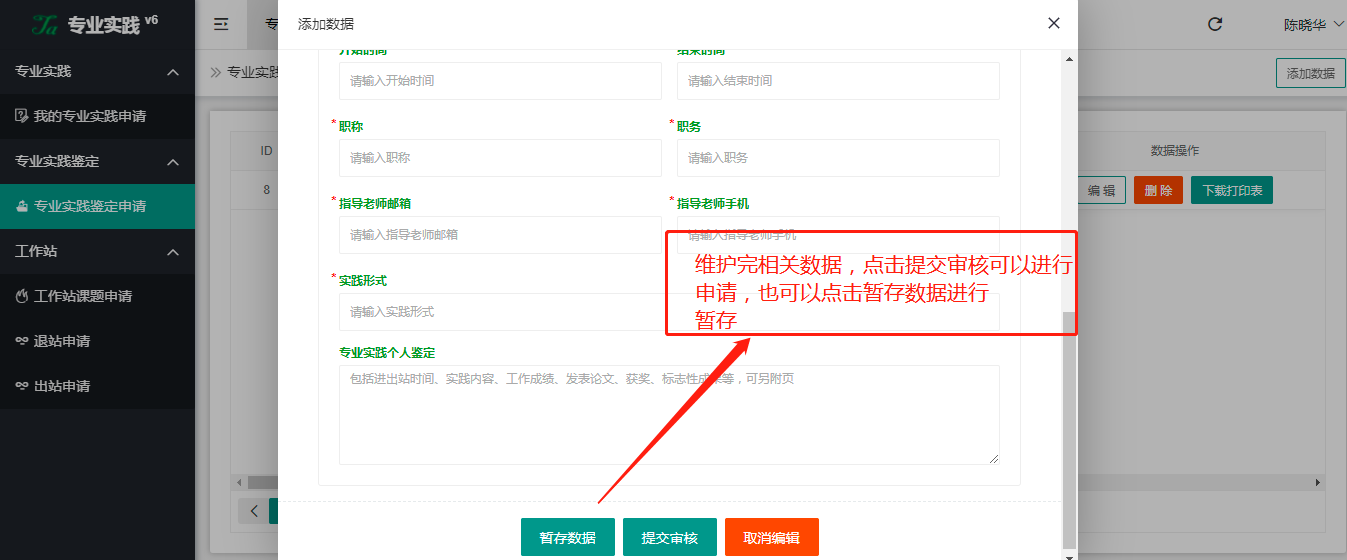 专业实践 v6
专
添加数据
陈晓华
专业实践
专业实践
添加数据
开始时间
结束时间
请输入开始时间
请输入结束时间
我的专业实践申请
*职称
*职务
请输入职称
请输入职务
专业实践鉴定
ID
数据操作
8
编辑
删除
下载打印表
专业实践鉴定申请
*指导老师邮箱
*指导老师手机
请输入指导老师邮箱
请输入指导老师手机
工作站
维护完相关数据，点击提交审核可以进行
申请，也可以点击暂存数据进行
暂存
*实践形式
请输入实践形式
工作站课题申请
退站申请
专业实践个人鉴定
包括进出站时间、实践内容、工作成绩、发表论文、获奖、标志性成果等，可另附页
出站申请
暂存数据
提交审核
取消编辑